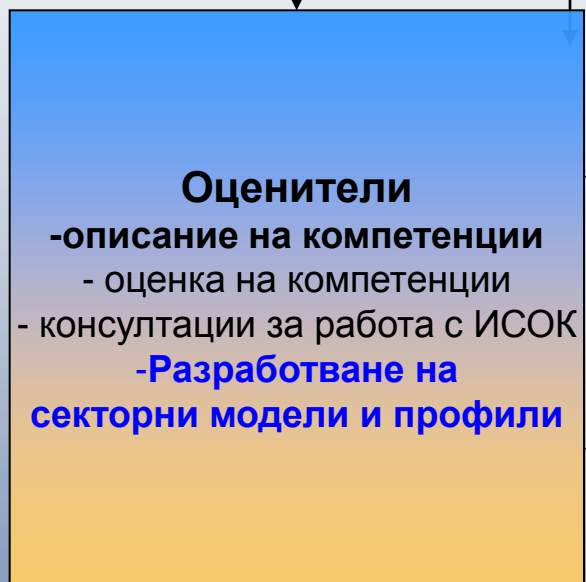 Оценители
-описание на компетенции
- оценка на компетенции
- консултации за работа с ИСОК
-Разработване на
секторни модели и профили